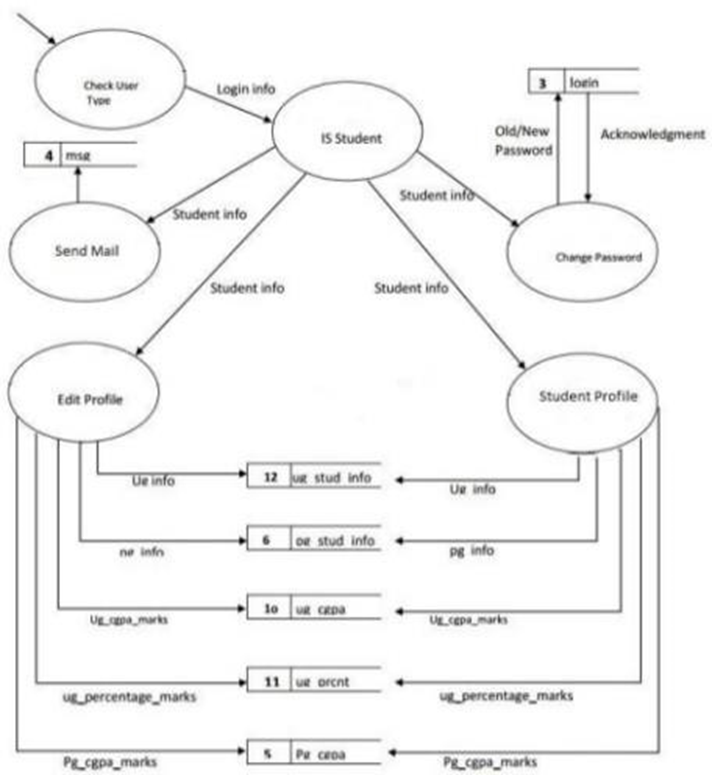 Check User
Type
Login info
IS Student
3 login
Old/New
Password
Acknowledgment
4 msg
Student info
Student info
Send Mail
Change Password
Student info
Student info
Edit Profile
Student Profile
12 ug stud info
Ug info
Ug info
6 pg stud info
pg info
pg info
10 ug cgpa
Ug_cgpa_marks
Ug_cgpa_marks
11 ug prcnt
ug_percentage_marks
ug_percentage_marks
5 Pg cgpa
Pg_cgpa_marks
Pg_cgpa_marks